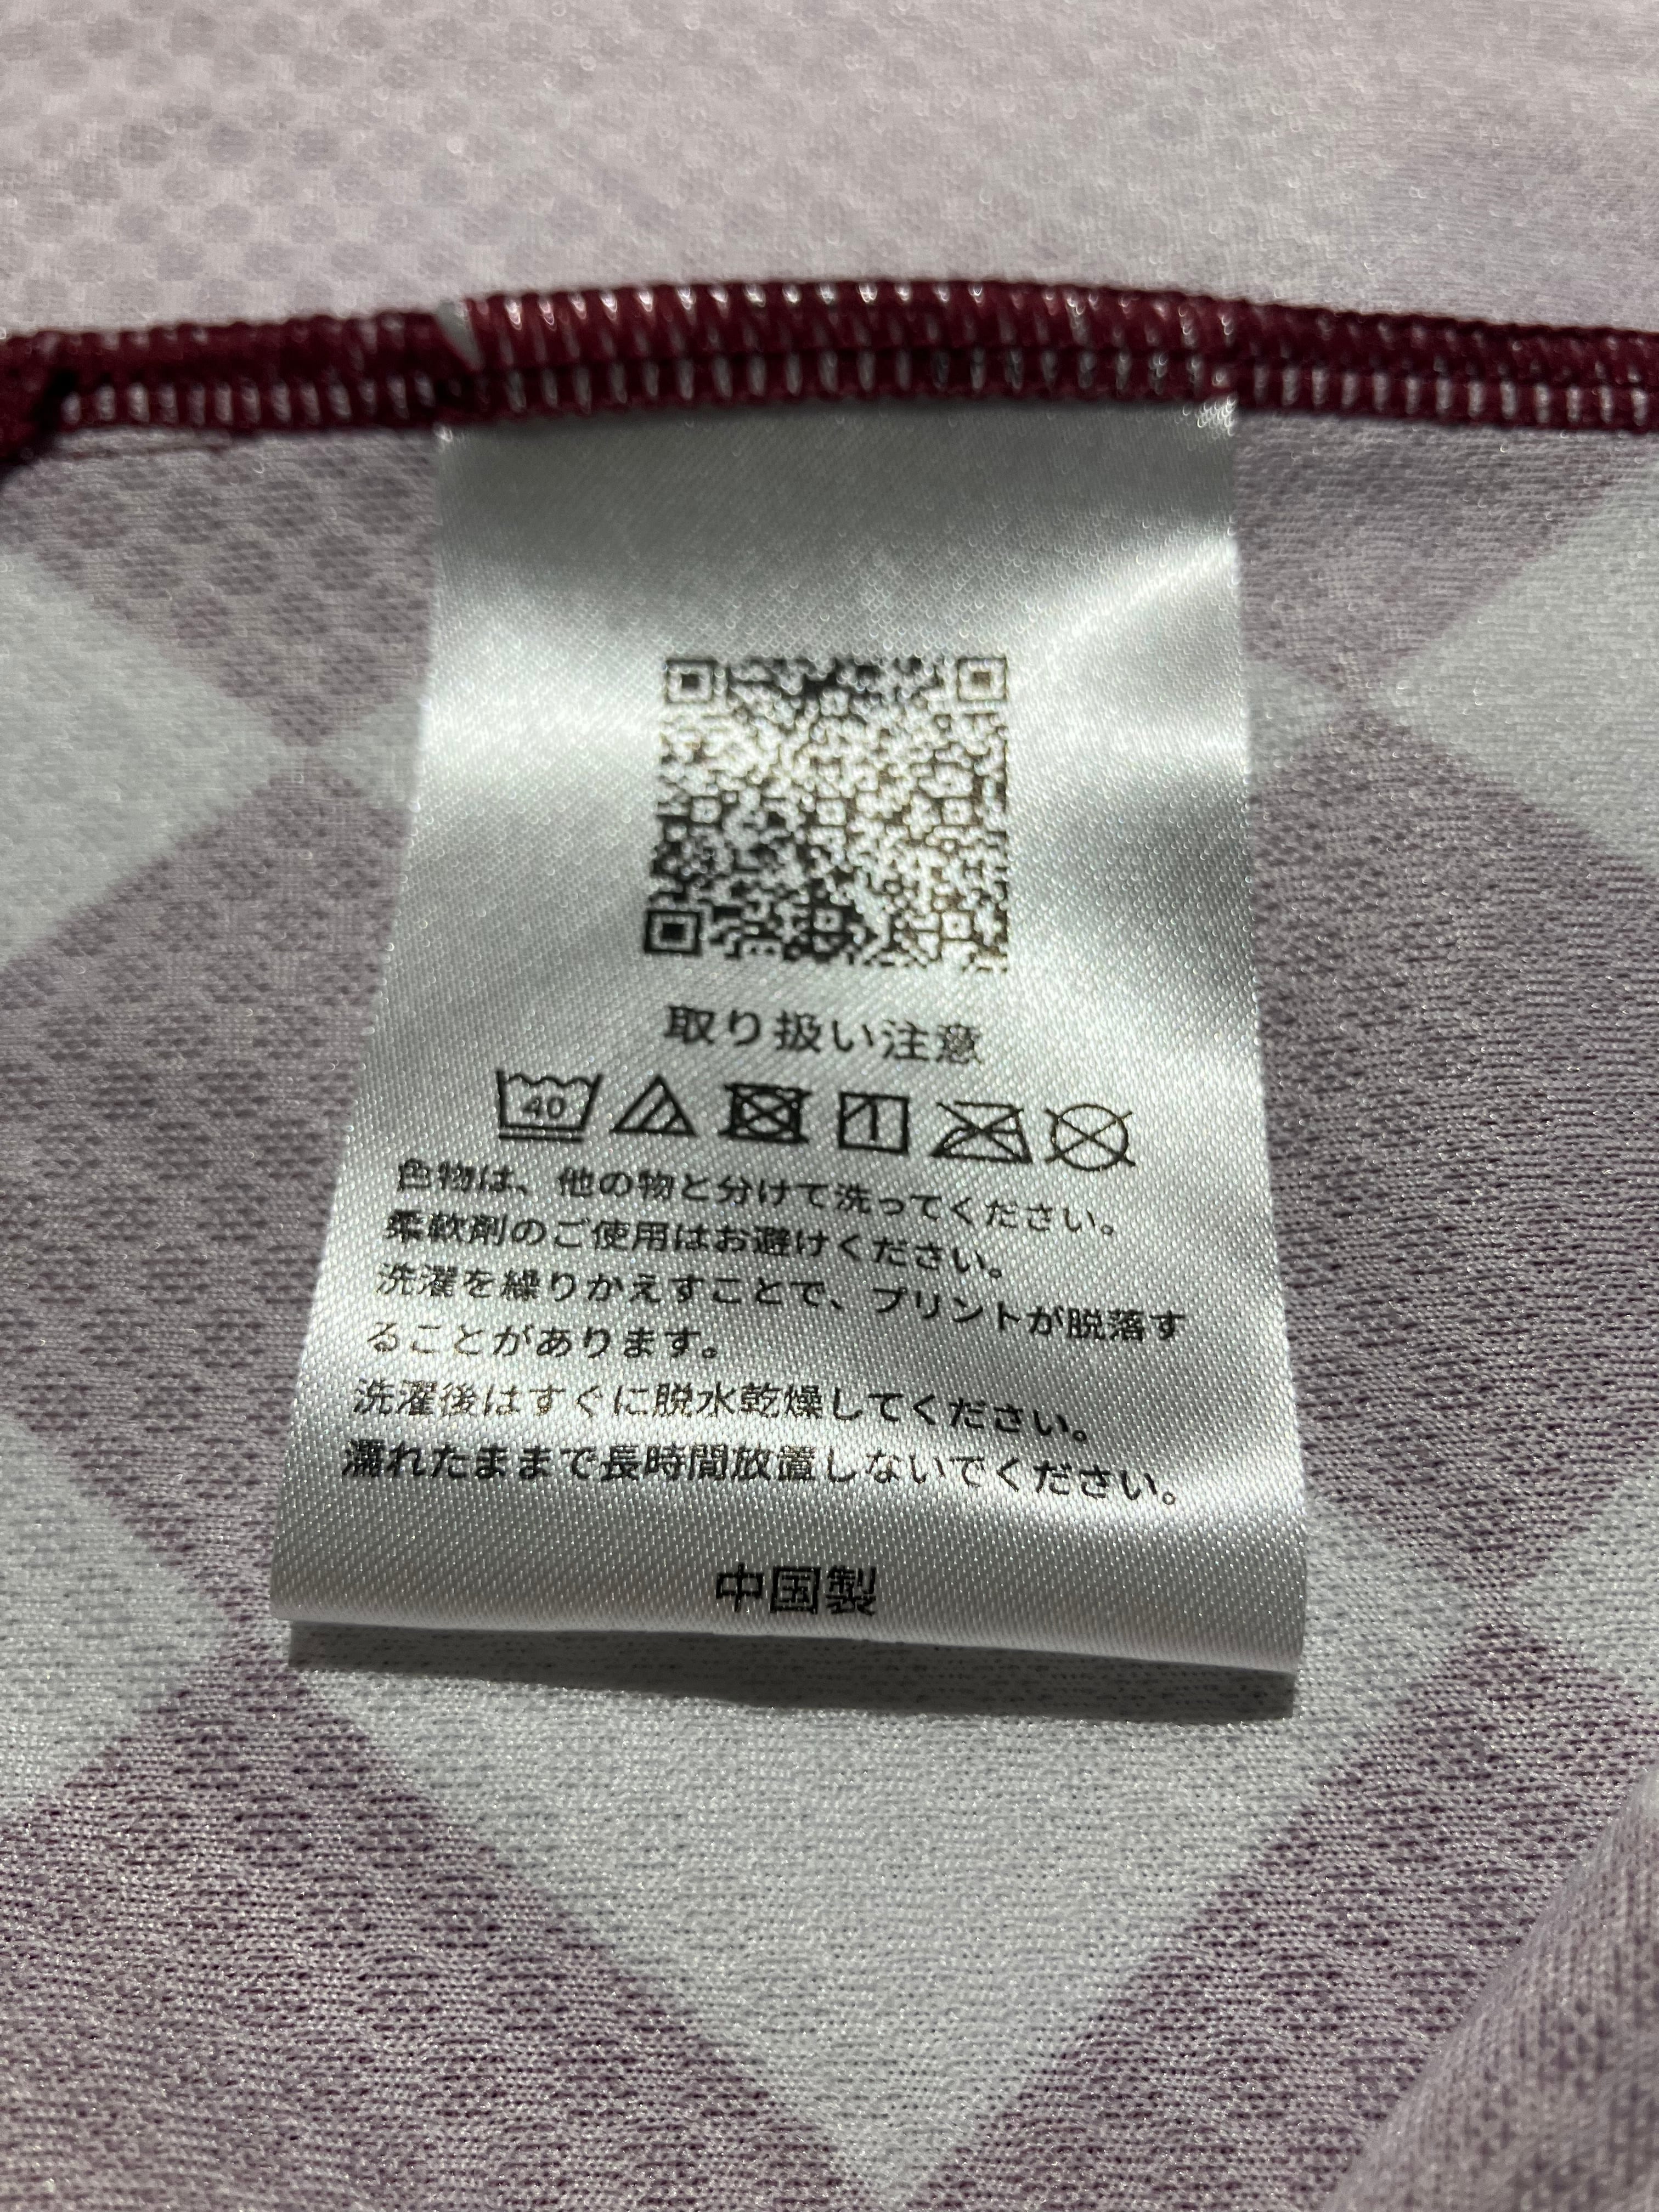 取り扱い注意
40
色物は、他の物と分けて洗ってください。
柔軟剤のご使用はお避けください。
洗濯を繰りかえすことで、プリントが脱落す
ることがあります。
洗濯後はすぐに脱水乾燥してください。
濡れたままで長時間放置しないでください。
中国製